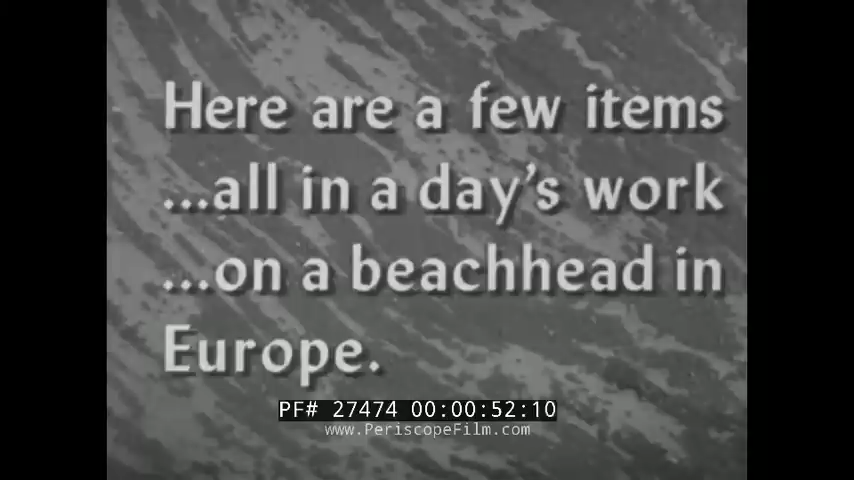 Here are a few items
...all in a day's work
...on a beachhead in
Europe.
PF# 27474 00:00:52:10
www.PeriscopeFilm.com